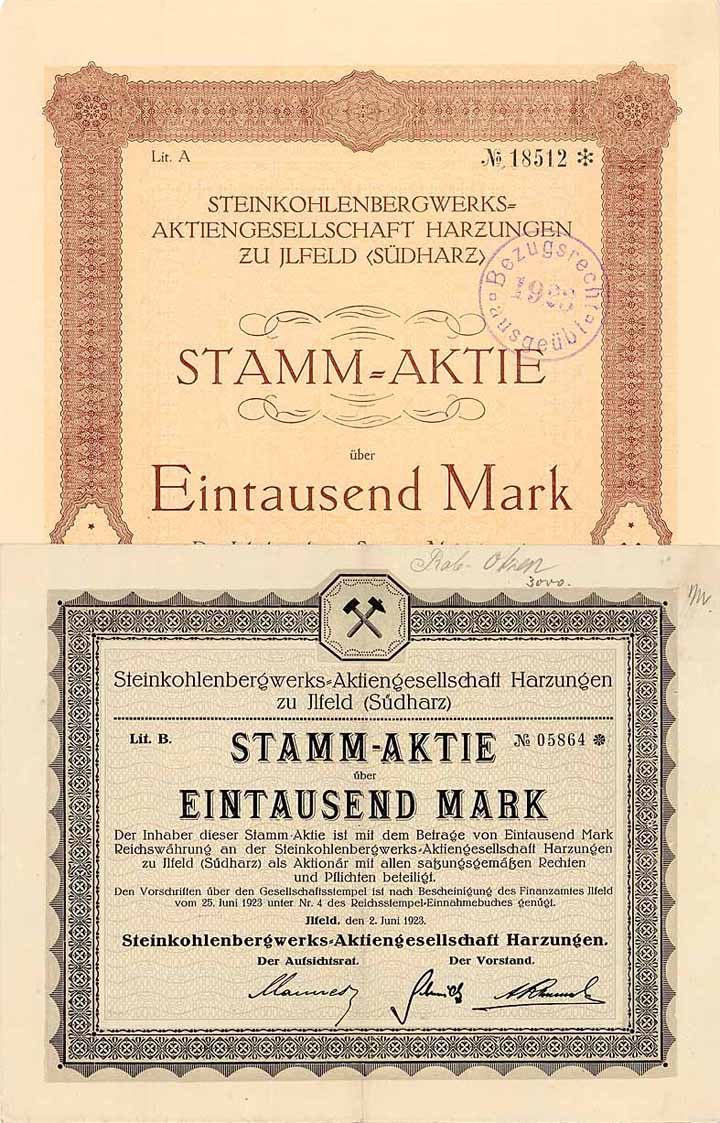 Lit. A
№ 18512 *
STEINKOHLENBERGWERKS=
AKTIENGESELLSCHAFT HARZUNGEN
ZU JLFELD (SÜDHARZ)
Bezugsrecht
ausgeübt
STAMM=AKTIE
über
Eintausend Mark
3000.
Steinkohlenbergwerks=Aktiengesellschaft Harzungen
zu Ilfeld (Südharz)
Lit. B.
STAMM-AKTIE
№ 05864 *
über
EINTAUSEND MARK
Der Inhaber dieser Stamm-Aktie ist mit dem Betrage von Eintausend Mark
Reichswährung an der Steinkohlenbergwerks-Aktiengesellschaft Harzungen
zu Ilfeld (Südharz) als Aktionär mit allen satzungsgemäßen Rechten
und Pflichten beteiligt.
Den Vorschriften über den Gesellschaftsstempel ist nach Bescheinigung des Finanzamtes Ilfeld
vom 25. Juni 1923 unter Nr. 4 des Reichsstempel-Einnahmebuches genügt.
Ilfeld, den 2. Juni 1923.
Steinkohlenbergwerks=Aktiengesellschaft Harzungen.
Der Aufsichtsrat.
Der Vorstand.